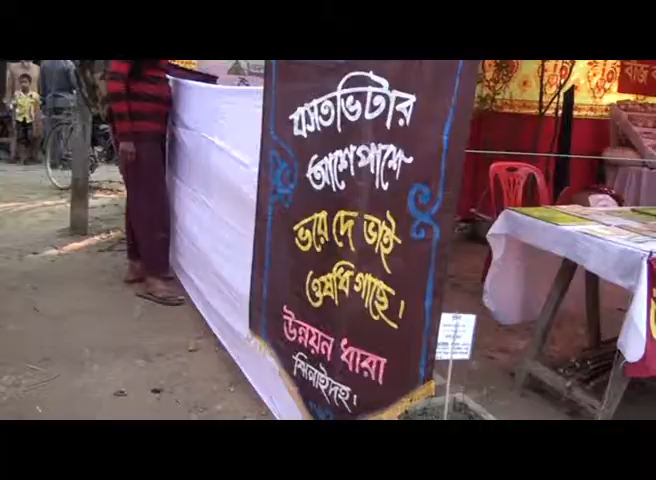 বসতভিটার
আশেপাশে
ভরে দে ভাই
ঔষধি গাছে।
উন্নয়ন ধারা
ঝিনাইদহ।